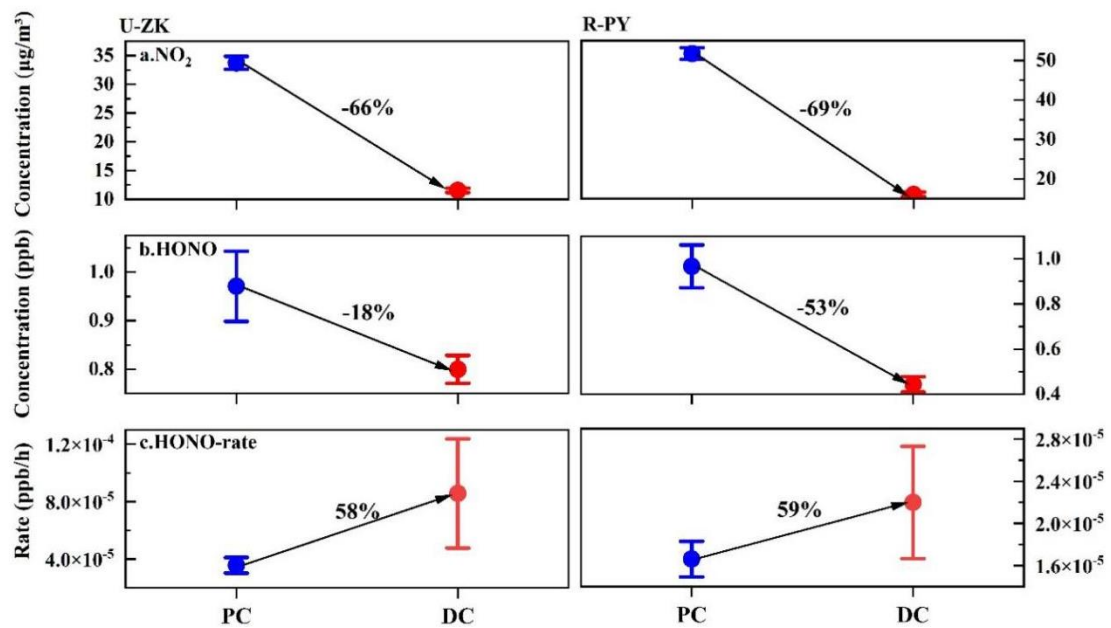 U-ZK
R-PY
a.NO₂
Concentration (μg/m³)
35
30
25
20
15
10
-66%
50
40
30
20
-69%
b.HONO
Concentration (ppb)
1.0
0.9
0.8
-18%
1.0
0.8
0.6
0.4
-53%
c.HONO-rate
Rate (ppb/h)
1.2×10⁻⁴
8.0×10⁻⁵
4.0×10⁻⁵
58%
2.8×10⁻⁵
2.4×10⁻⁵
2.0×10⁻⁵
1.6×10⁻⁵
59%
PC
DC
PC
DC